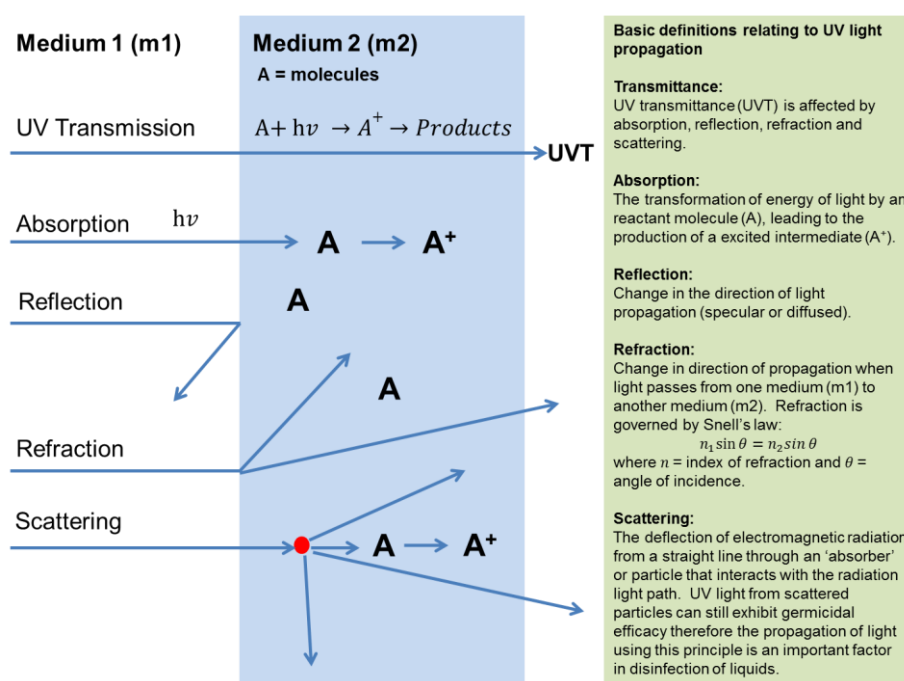 Medium 1 (m1)
Medium 2 (m2)
A = molecules
UV Transmission
A+ hv → A⁺ → Products
UVT
Absorption
hv
A → A⁺
Reflection
A
A
Refraction
Scattering
A → A⁺
Basic definitions relating to UV light
propagation
Transmittance:
UV transmittance (UVT) is affected by
absorption, reflection, refraction and
scattering.
Absorption:
The transformation of energy of light by an
reactant molecule (A), leading to the
production of a excited intermediate (A⁺).
Reflection:
Change in the direction of light
propagation (specular or diffused).
Refraction:
Change in direction of propagation when
light passes from one medium (m1) to
another medium (m2). Refraction is
governed by Snell's law:
n₁ sin θ = n₂ sin θ
where n = index of refraction and θ =
angle of incidence.
Scattering:
The deflection of electromagnetic radiation
from a straight line through an 'absorber'
or particle that interacts with the radiation
light path. UV light from scattered
particles can still exhibit germicidal
efficacy therefore the propagation of light
using this principle is an important factor
in disinfection of liquids.